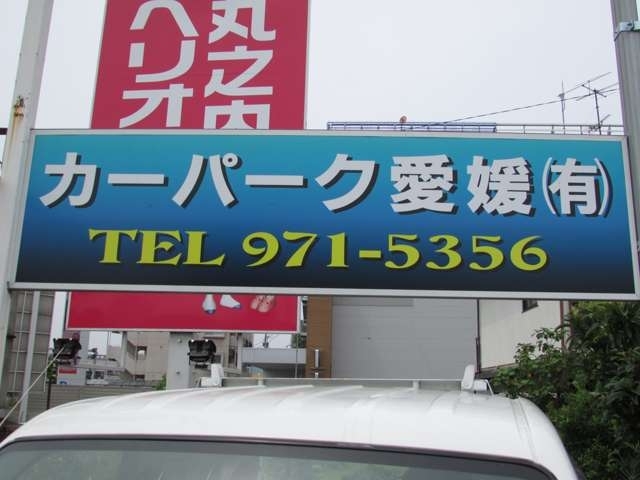 丸之内
ヘリオ
カーパーク愛媛㈲
TEL 971-5356